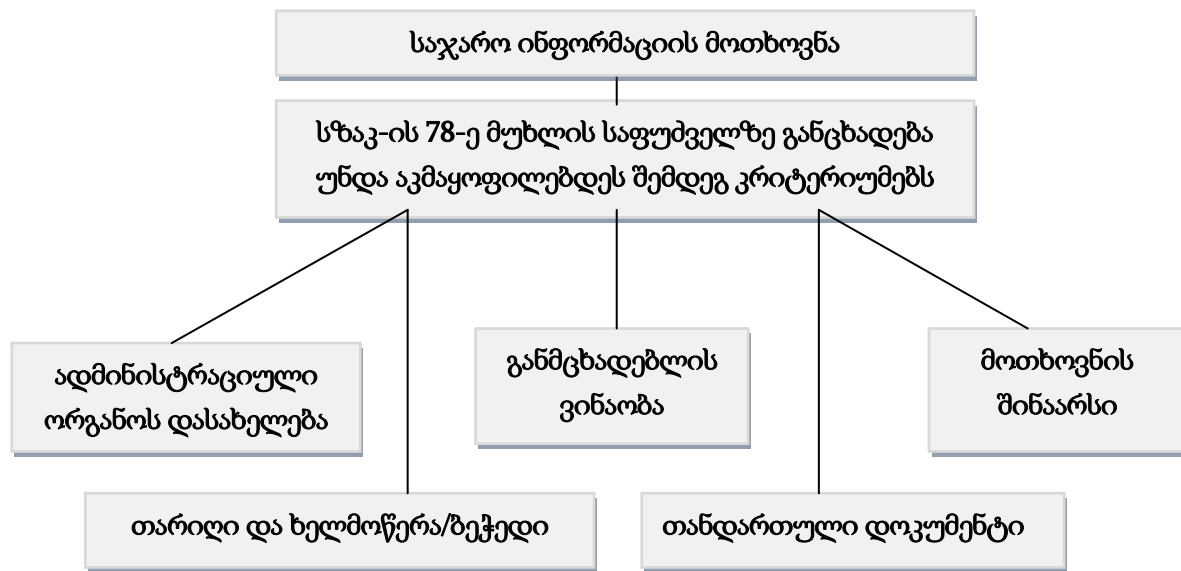 საჯარო ინფორმაციის მოთხოვნა
სზაკ-ის 78-ე მუხლის საფუძველზე განცხადება
უნდა აკმაყოფილებდეს შემდეგ კრიტერიუმებს
ადმინისტრაციული
ორგანოს დასახელება
განმცხადებლის
ვინაობა
მოთხოვნის
შინაარსი
თარიღი და ხელმოწერა/ბეჭედი
თანდართული დოკუმენტი